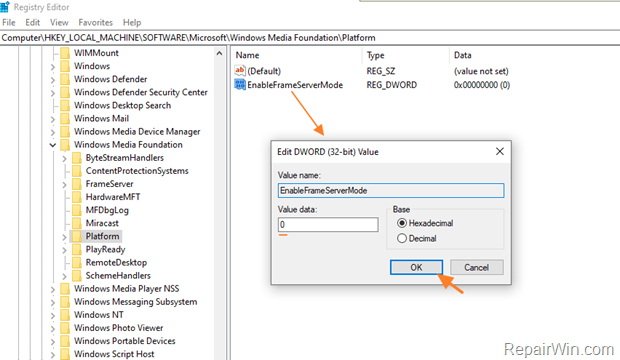 Registry Editor
File Edit View Favorites Help
Computer\HKEY_LOCAL_MACHINE\SOFTWARE\Microsoft\Windows Media Foundation\Platform
WIMMount
Windows
Windows Defender
Windows Defender Security Center
Windows Desktop Search
Windows Mail
Windows Media Device Manager
Windows Media Foundation
ByteStreamHandlers
ContentProtectionSystems
FrameServer
HardwareMFT
MFDbgLog
Miracast
Platform
PlayReady
RemoteDesktop
SchemeHandlers
Windows Media Player NSS
Windows Messaging Subsystem
Windows NT
Windows Photo Viewer
Windows Portable Devices
Windows Script Host
Name Type Data
ab (Default) REG_SZ (value not set)
EnableFrameServerMode REG_DWORD 0x00000000 (0)
Edit DWORD (32-bit) Value
Value name:
EnableFrameServerMode
Value data:
0
Base
Hexadecimal
Decimal
OK Cancel
RepairWin.com